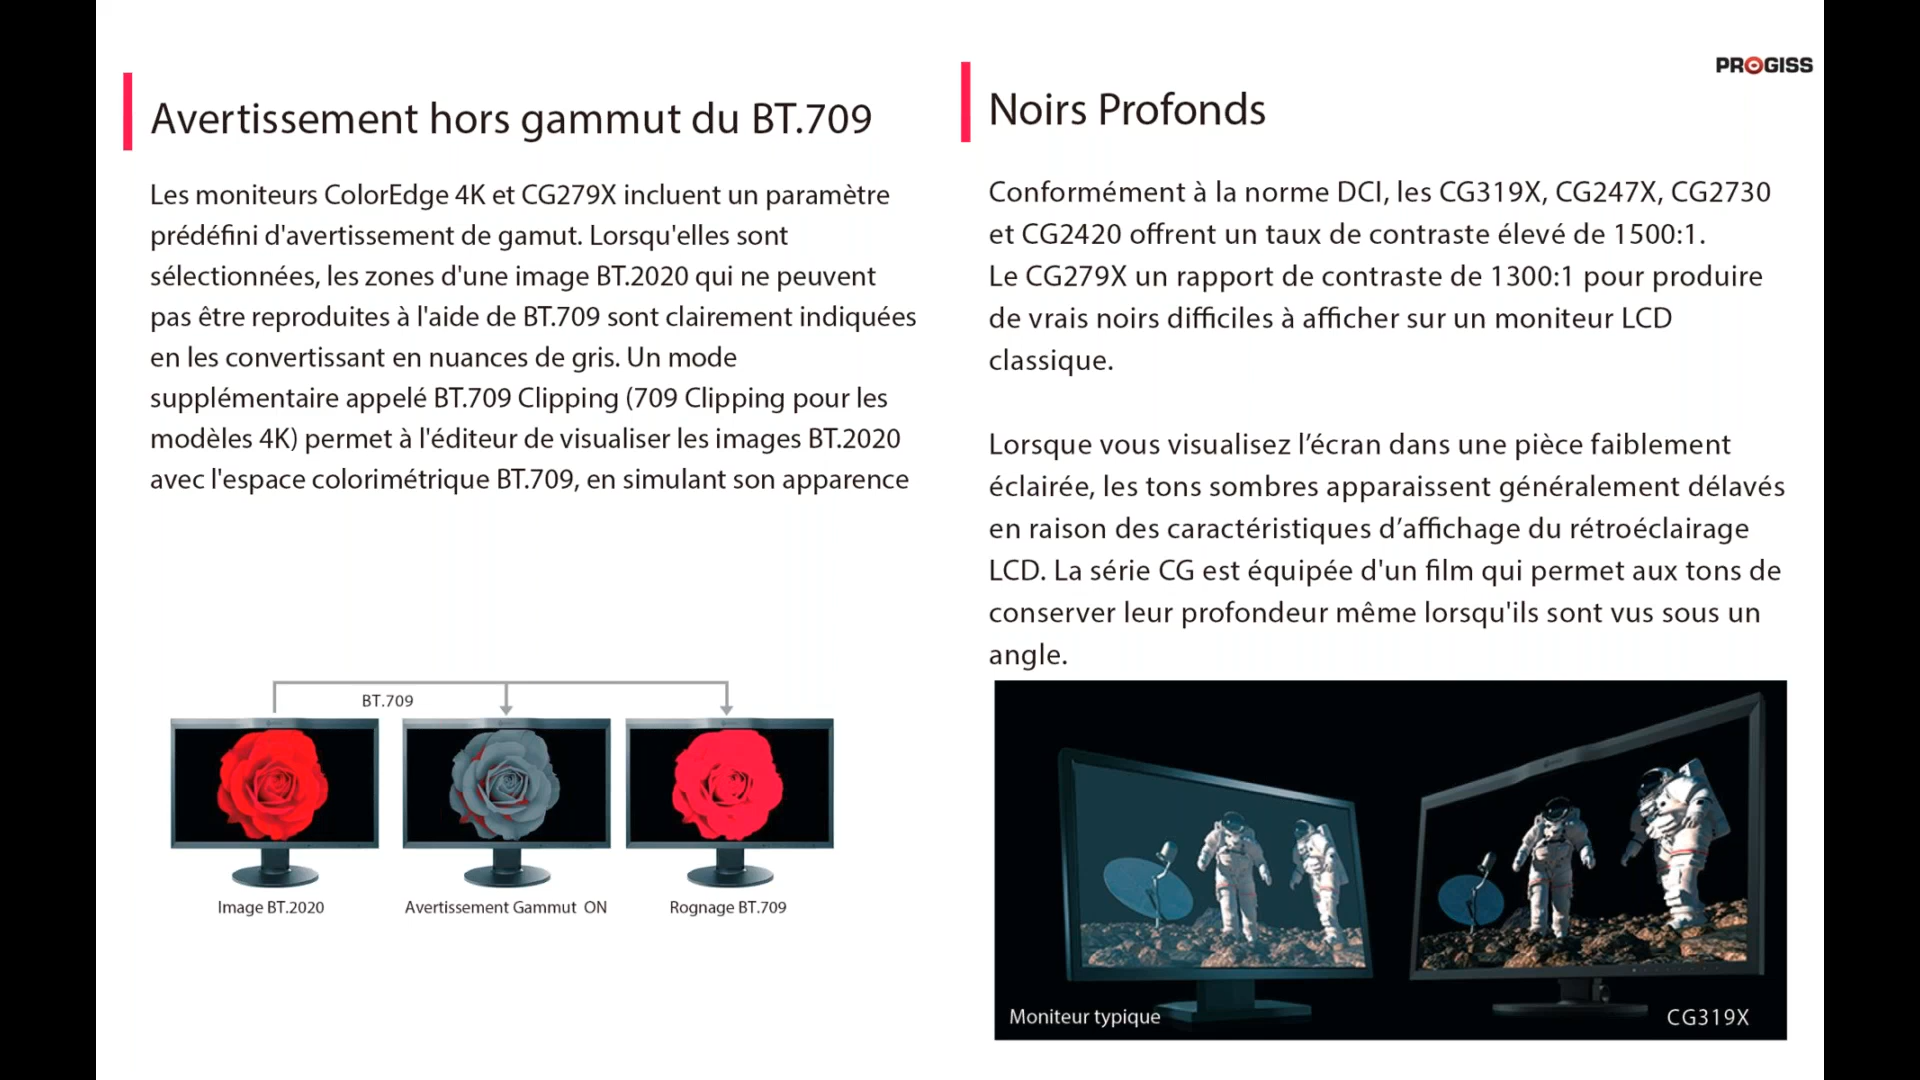 PROGISS
Avertissement hors gammut du BT.709
Les moniteurs ColorEdge 4K et CG279X incluent un paramètre
prédéfini d'avertissement de gamut. Lorsqu'elles sont
sélectionnées, les zones d'une image BT.2020 qui ne peuvent
pas être reproduites à l'aide de BT.709 sont clairement indiquées
en les convertissant en nuances de gris. Un mode
supplémentaire appelé BT.709 Clipping (709 Clipping pour les
modèles 4K) permet à l'éditeur de visualiser les images BT.2020
avec l'espace colorimétrique BT.709, en simulant son apparence
BT.709
Image BT.2020
Avertissement Gammut ON
Rognage BT.709
Noirs Profonds
Conformément à la norme DCI, les CG319X, CG247X, CG2730
et CG2420 offrent un taux de contraste élevé de 1500:1.
Le CG279X un rapport de contraste de 1300:1 pour produire
de vrais noirs difficiles à afficher sur un moniteur LCD
classique.
Lorsque vous visualisez l’écran dans une pièce faiblement
éclairée, les tons sombres apparaissent généralement délavés
en raison des caractéristiques d’affichage du rétroéclairage
LCD. La série CG est équipée d'un film qui permet aux tons de
conserver leur profondeur même lorsqu'ils sont vus sous un
angle.
Moniteur typique
CG319X